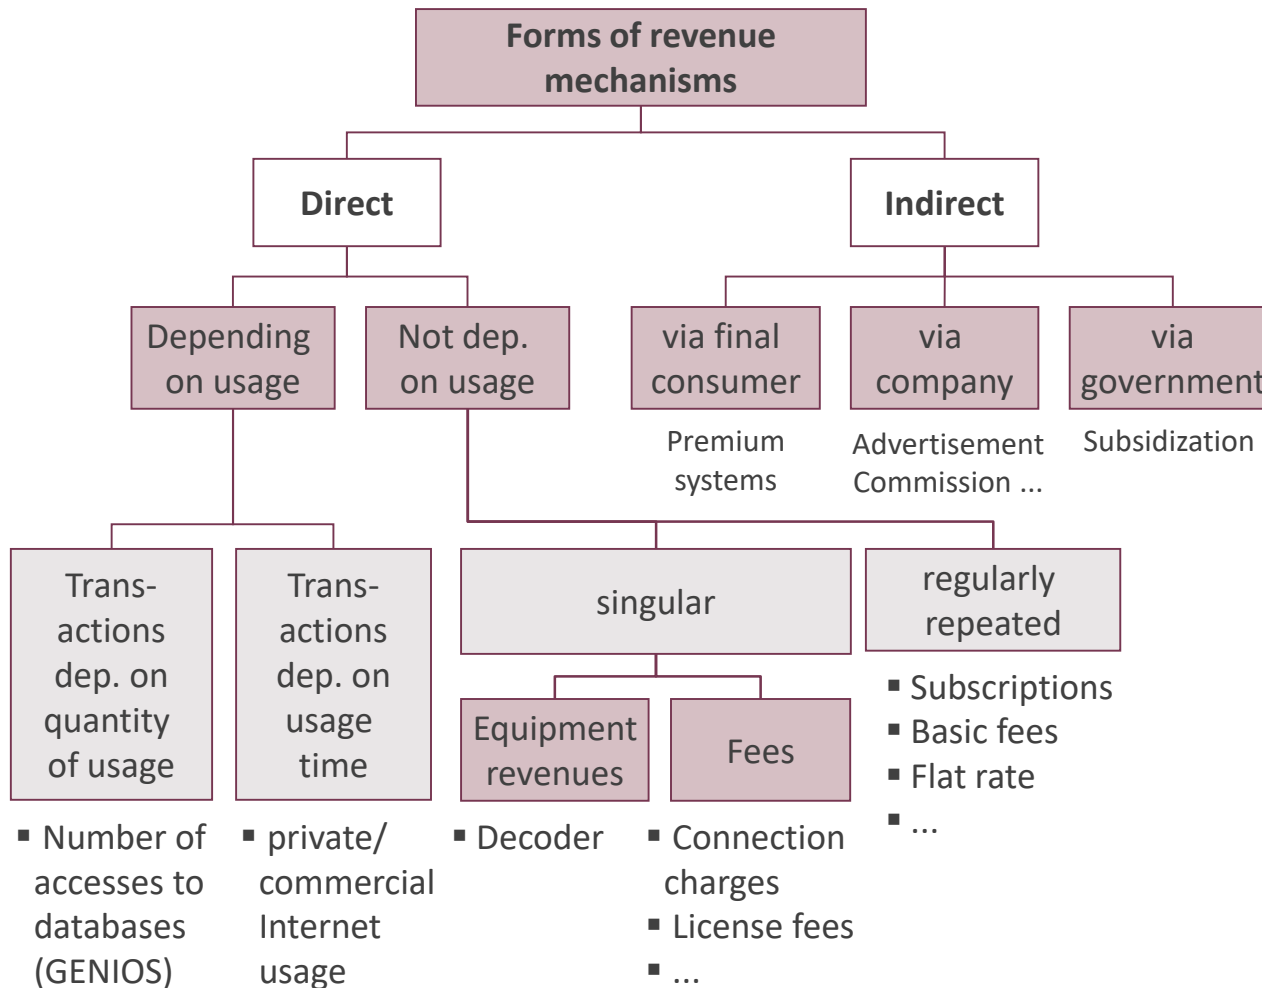 Forms of revenue
mechanisms
Direct
Indirect
Depending
on usage
Not dep.
on usage
via final
consumer
via
company
via
government
Premium
systems
Advertisement
Commission ...
Subsidization
Trans-
actions
dep. on
quantity
of usage
Trans-
actions
dep. on
usage
time
singular
regularly
repeated
Equipment
revenues
Fees
▪ Subscriptions
▪ Basic fees
▪ Flat rate
▪ ...
▪ Number of
accesses to
databases
(GENIOS)
▪ private/
commercial
Internet
usage
▪ Decoder
▪ Connection
charges
▪ License fees
▪ ...